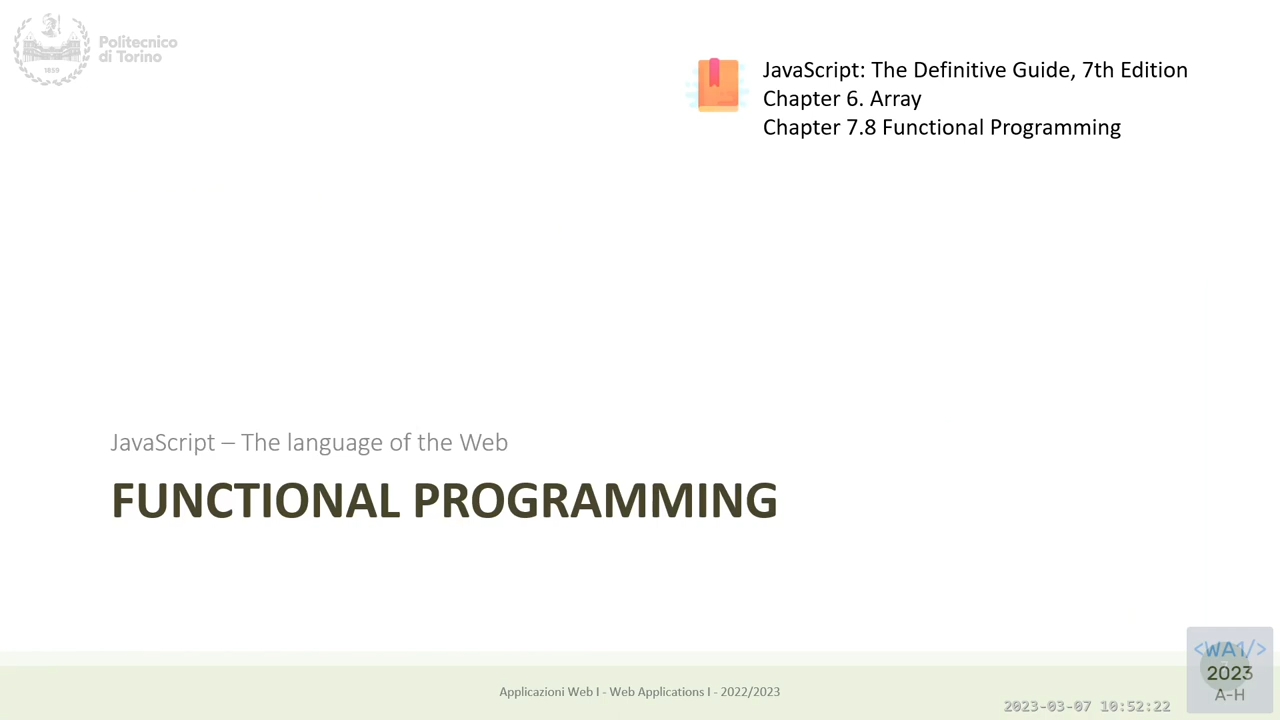 Politecnico
di Torino
1859
JavaScript: The Definitive Guide, 7th Edition
Chapter 6. Array
Chapter 7.8 Functional Programming
JavaScript – The language of the Web
FUNCTIONAL PROGRAMMING
Applicazioni Web I - Web Applications I - 2022/2023
2023-03-07 10:52:22
<WA1/>
2023
A-H